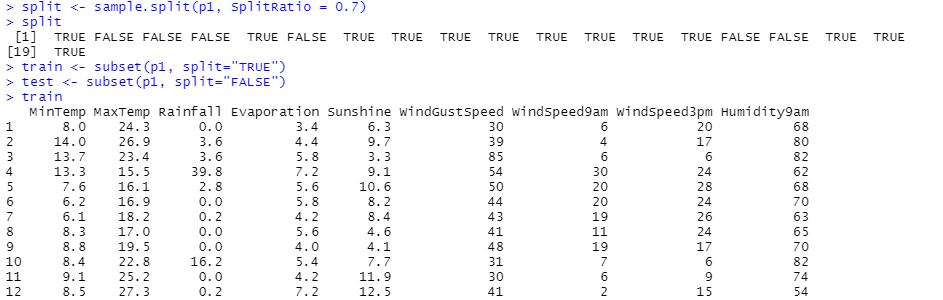 > split <- sample.split(p1, SplitRatio = 0.7)
> split
[1] TRUE FALSE FALSE FALSE TRUE FALSE TRUE TRUE TRUE TRUE TRUE TRUE TRUE TRUE FALSE FALSE TRUE TRUE
[19] TRUE
> train <- subset(p1, split="TRUE")
> test <- subset(p1, split="FALSE")
> train
MinTemp MaxTemp Rainfall Evaporation Sunshine WindGustSpeed WindSpeed9am WindSpeed3pm Humidity9am
1 8.0 24.3 0.0 3.4 6.3 30 6 20 68
2 14.0 26.9 3.6 4.4 9.7 39 4 17 80
3 13.7 23.4 3.6 5.8 3.3 85 6 6 82
4 13.3 15.5 39.8 7.2 9.1 54 30 24 62
5 7.6 16.1 2.8 5.6 10.6 50 20 28 68
6 6.2 16.9 0.0 5.8 8.2 44 20 24 70
7 6.1 18.2 0.2 4.2 8.4 43 19 26 63
8 8.3 17.0 0.0 5.6 4.6 41 11 24 65
9 8.8 19.5 0.0 4.0 4.1 48 19 17 70
10 8.4 22.8 16.2 5.4 7.7 31 7 6 82
11 9.1 25.2 0.0 4.2 11.9 30 6 9 74
12 8.5 27.3 0.2 7.2 12.5 41 2 15 54